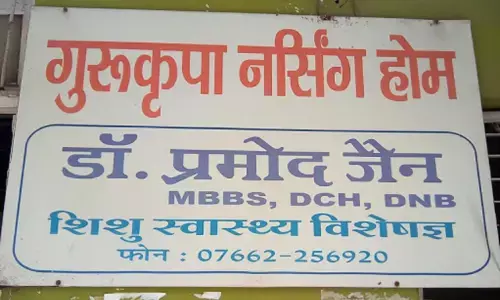 गुरूकृपा नर्सिंग होम
डॉ. प्रमोद जैन
MBBS, DCH, DNB
शिशु स्वास्थ्य विशेषज्ञ
फोन : 07662-256920